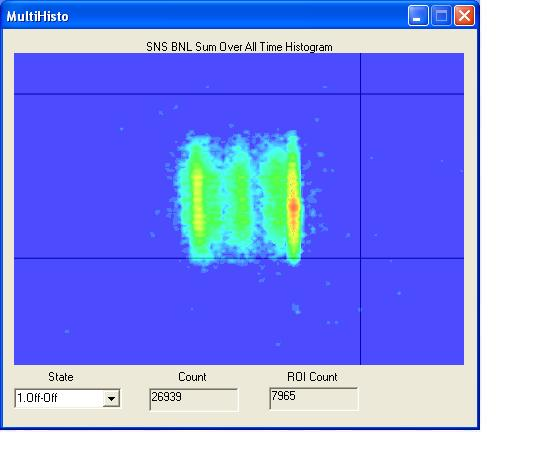 MultiHisto
SNS BNL Sum Over All Time Histogram
State
Count
ROI Count
1.Off-Off
26939
7965